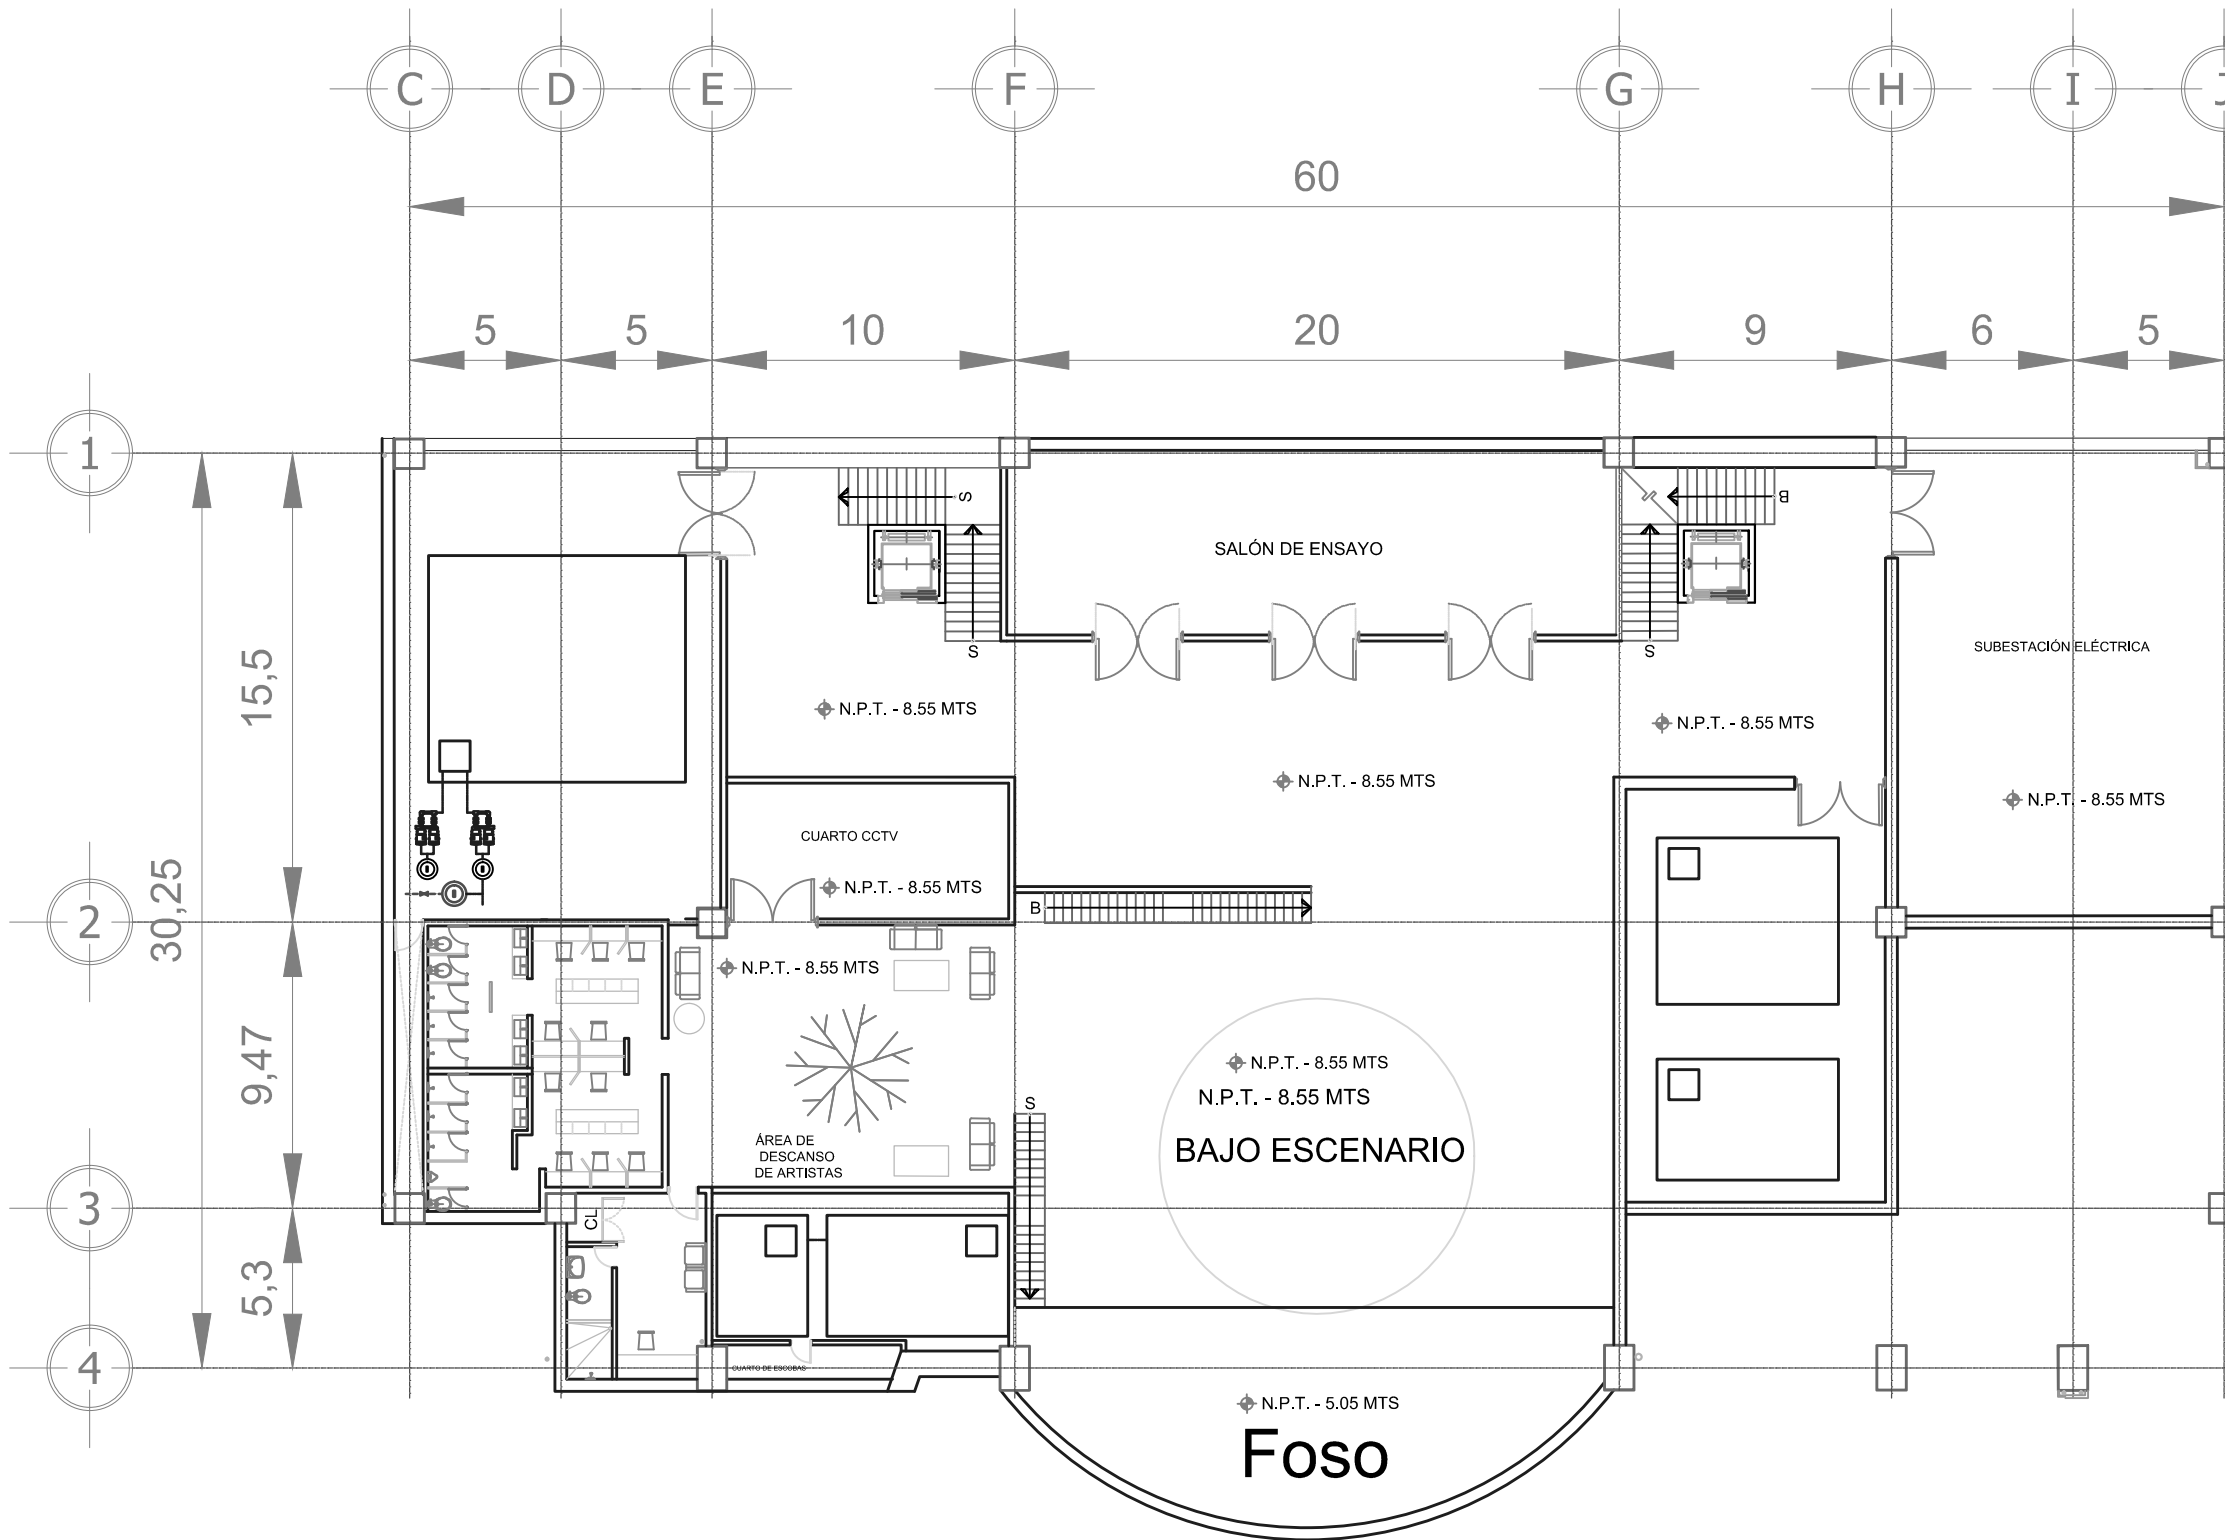 C D E F G H I J
60
5 5 10 20 9 6 5
1
S
B
SALÓN DE ENSAYO
15,5
S
S
SUBESTACIÓN ELÉCTRICA
N.P.T. - 8.55 MTS
N.P.T. - 8.55 MTS
N.P.T. - 8.55 MTS
N.P.T. - 8.55 MTS
CUARTO CCTV
N.P.T. - 8.55 MTS
30,25
B
2
N.P.T. - 8.55 MTS
9,47
N.P.T. - 8.55 MTS
N.P.T. - 8.55 MTS
S
BAJO ESCENARIO
ÁREA DE
DESCANSO
DE ARTISTAS
3
CL
5,3
4
CUARTO DE ESCOBAS
N.P.T. - 5.05 MTS
Foso